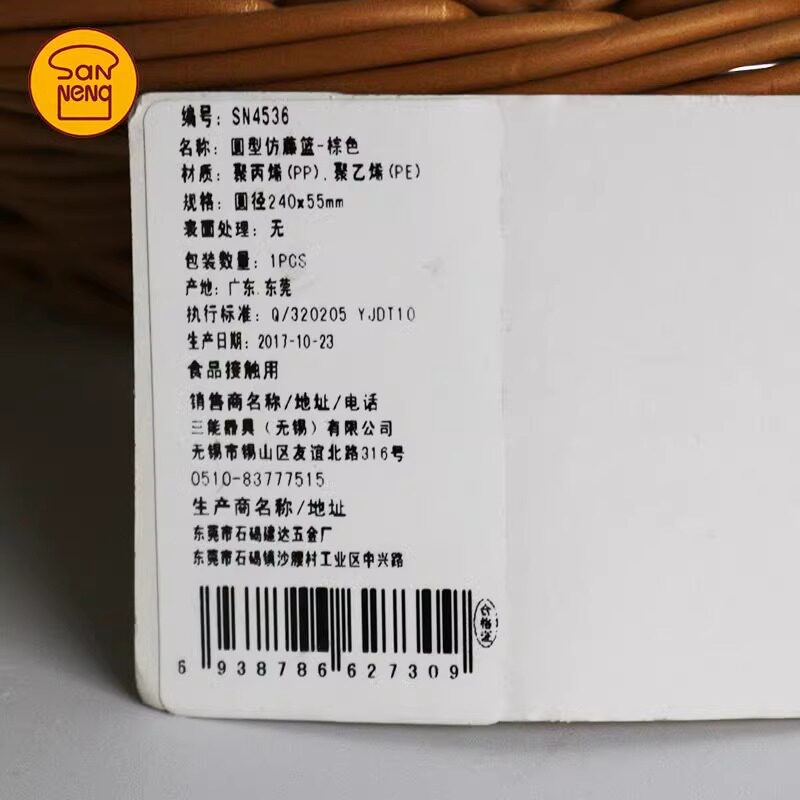 SAN
NENG
编号：SN4536
名称：圆型仿藤篮-棕色
材质：聚丙烯(PP).聚乙烯(PE)
规格：圆径240x55mm
表面处理：无
包装数量：1PCS
产地：广东.东莞
执行标准：Q/320205 YJDT10
生产日期：2017-10-23
食品接触用
销售商名称/地址/电话
三能器具（无锡）有限公司
无锡市锡山区友谊北路316号
0510-83777515
生产商名称/地址
东莞市石碣建达五金厂
东莞市石碣镇沙腰村工业区中兴路
合格证
6 938786 627309